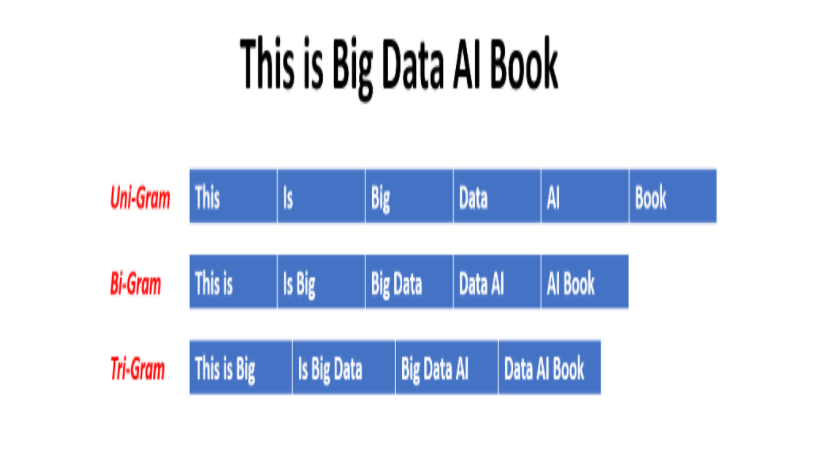 This is Big Data AI Book
Uni-Gram This Is Big Data AI Book
Bi-Gram This is Is Big Big Data Data AI AI Book
Tri-Gram This is Big Is Big Data Big Data AI Data AI Book